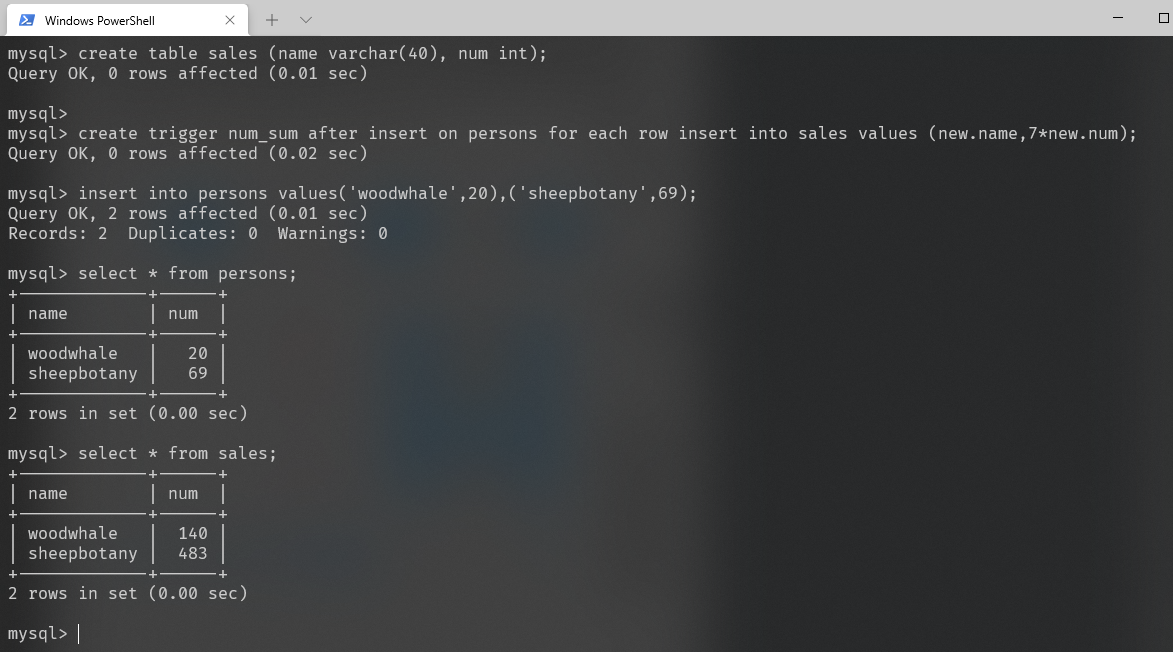 Windows PowerShell
mysql> create table sales (name varchar(40), num int);
Query OK, 0 rows affected (0.01 sec)
mysql>
mysql> create trigger num_sum after insert on persons for each row insert into sales values (new.name,7*new.num);
Query OK, 0 rows affected (0.02 sec)
mysql> insert into persons values('woodwhale',20),('sheepbotany',69);
Query OK, 2 rows affected (0.01 sec)
Records: 2  Duplicates: 0  Warnings: 0
mysql> select * from persons;
+-------------+------+
| name        | num  |
+-------------+------+
| woodwhale   |   20 |
| sheepbotany |   69 |
+-------------+------+
2 rows in set (0.00 sec)
mysql> select * from sales;
+-------------+------+
| name        | num  |
+-------------+------+
| woodwhale   |  140 |
| sheepbotany |  483 |
+-------------+------+
2 rows in set (0.00 sec)
mysql>